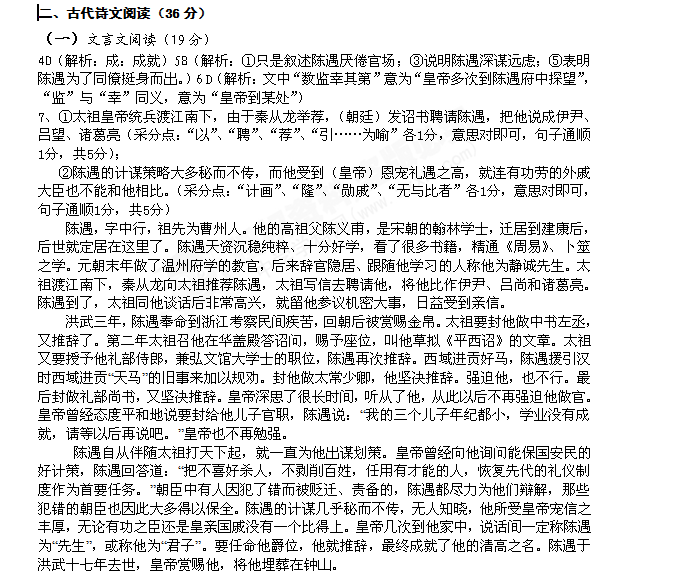 二、古代诗文阅读（36 分）
（一）文言文阅读（19 分）
4D（解析：成：成就）5B（解析：①只是叙述陈遇厌倦官场；③说明陈遇深谋远虑；⑤表明
陈遇为了同僚挺身而出。）6 D（解析：文中“数监幸其第”意为“皇帝多次到陈遇府中探望”，
“监”与“幸”同义，意为“皇帝到某处”）
7、①太祖皇帝统兵渡江南下，由于秦从龙举荐，（朝廷）发诏书聘请陈遇，把他说成伊尹、
吕望、诸葛亮（采分点：“以”、“聘”、“荐”、“引……为喻”各1分，意思对即可，句子通顺
1分，共5分）；
②陈遇的计谋策略大多秘而不传，而他受到（皇帝）恩宠礼遇之高，就连有功劳的外戚
大臣也不能和他相比。（采分点：“计画”、“隆”、“勋戚”、“无与比者”各1分，意思对即可，
句子通顺1分，共5分）
陈遇，字中行，祖先为曹州人。他的高祖父陈义甫，是宋朝的翰林学士，迁居到建康后，
后世就定居在这里了。陈遇天资沉稳纯粹、十分好学，看了很多书籍，精通《周易》、卜筮
之学。元朝末年做了温州府学的教官，后来辞官隐居、跟随他学习的人称他为静诚先生。太
祖渡江南下，秦从龙向太祖推荐陈遇，太祖写信去聘请他，将他比作伊尹、吕尚和诸葛亮。
陈遇到了，太祖同他谈话后非常高兴，就留他参议机密大事，日益受到亲信。
洪武三年，陈遇奉命到浙江考察民间疾苦，回朝后被赏赐金帛。太祖要封他做中书左丞，
又推辞了。第二年太祖召他在华盖殿答诏问，赐子座位，叫他草拟《平西诏》的文章。太祖
又要授予他礼部侍郎，兼弘文馆大学士的职位，陈遇再次推辞。西域进贡好马，陈遇援引汉
时西域进贡“天马”的旧事来加以规劝。封他做太常少卿，他坚决推辞。强迫他，也不行。最
后封做礼部尚书，又坚决推辞。皇帝深思了很长时间，听从了他，从此以后不再强迫他做官。
皇帝曾经态度平和地说要封给他儿子官职，陈遇说：“我的三个儿子年纪都小，学业没有成
就，请等以后再说吧。”皇帝也不再勉强。
陈遇自从伴随太祖打天下起，就一直为他出谋划策。皇帝曾经向他询问能保国安民的
好计策，陈遇回答道：“把不喜好杀人，不剥削百姓，任用有才能的人，恢复先代的礼仪制
度作为首要任务。”朝臣中有人因犯了错而被贬迁、责备的，陈遇都尽力为他们辩解，那些
犯错的朝臣也因此大多得以保全。陈遇的计谋几乎秘而不传，无人知晓，他所受皇帝宠信之
丰厚，无论有功之臣还是皇亲国戚没有一个比得上。皇帝几次到他家中，说话间一定称陈遇
为“先生”，或称他为“君子”。要任命他爵位，他就推辞，最终成就了他的清高之名。陈遇于
洪武十七年去世，皇帝赏赐他，将他埋葬在钟山。